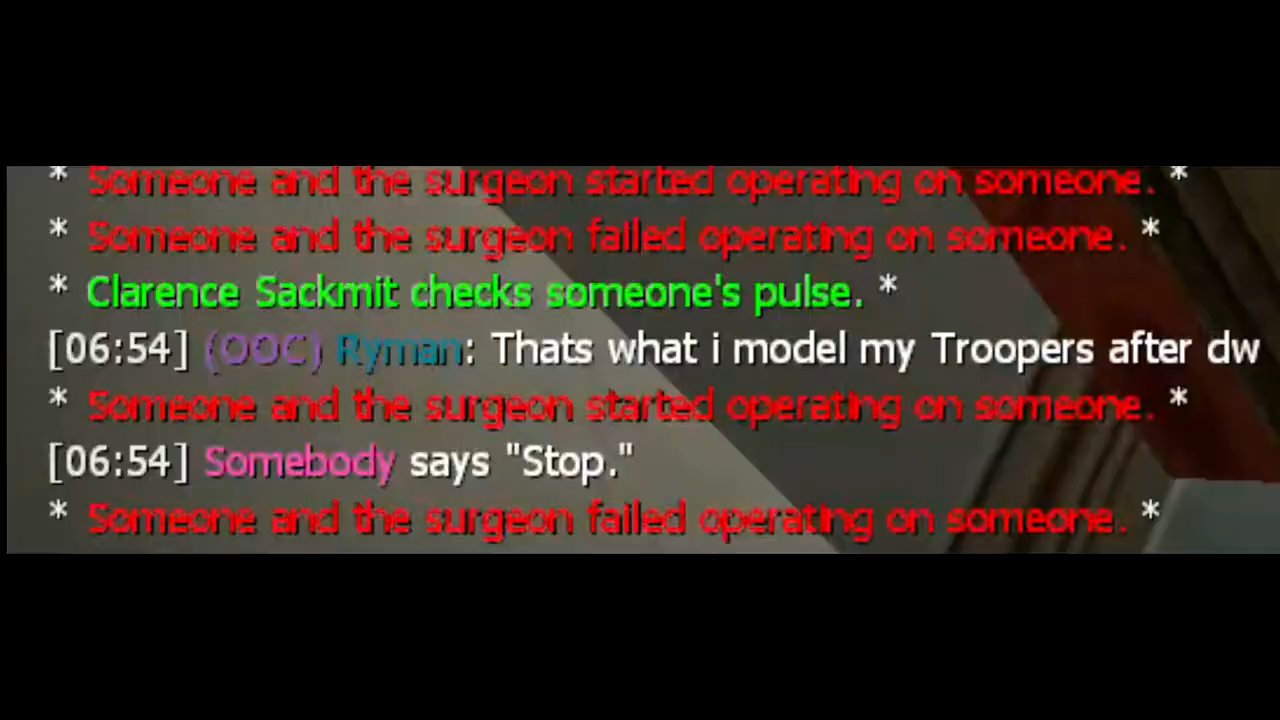 * Someone and the surgeon started operating on someone. *
* Someone and the surgeon failed operating on someone. *
* Clarence Sackmit checks someone's pulse. *
[06:54] (OOC) Ryman: Thats what i model my Troopers after dw
* Someone and the surgeon started operating on someone. *
[06:54] Somebody says "Stop."
* Someone and the surgeon failed operating on someone. *